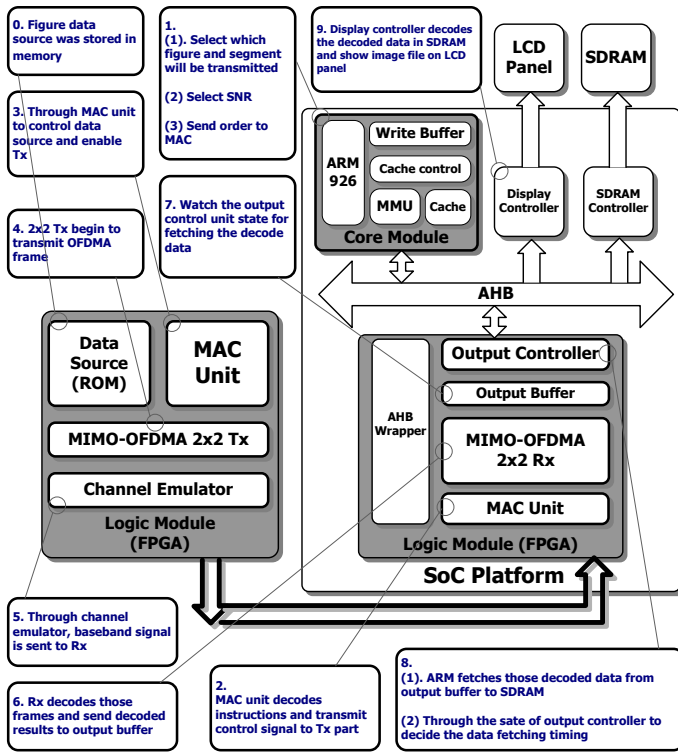 0. Figure data
source was stored in
memory
1.
(1). Select which
figure and segment
will be transmitted
(2) Select SNR
(3) Send order to
MAC
9. Display controller decodes
the decoded data in SDRAM
and show image file on LCD
panel
LCD
Panel
SDRAM
3. Through MAC unit
to control data
source and enable
Tx
4. 2x2 Tx begin to
transmit OFDMA
frame
7. Watch the output
control unit state for
fetching the decode
data
ARM
926
Write Buffer
Cache control
MMU
Cache
Core Module
Display
Controller
SDRAM
Controller
AHB
Data
Source
(ROM)
MAC
Unit
MIMO-OFDMA 2x2 Tx
Channel Emulator
Logic Module
(FPGA)
AHB
Wrapper
Output Controller
Output Buffer
MIMO-OFDMA
2x2 Rx
MAC Unit
Logic Module (FPGA)
SoC Platform
5. Through channel
emulator, baseband signal
is sent to Rx
6. Rx decodes those
frames and send decoded
results to output buffer
2.
MAC unit decodes
instructions and transmit
control signal to Tx part
8.
(1). ARM fetches those decoded data from
output buffer to SDRAM
(2) Through the sate of output controller to
decide the data fetching timing